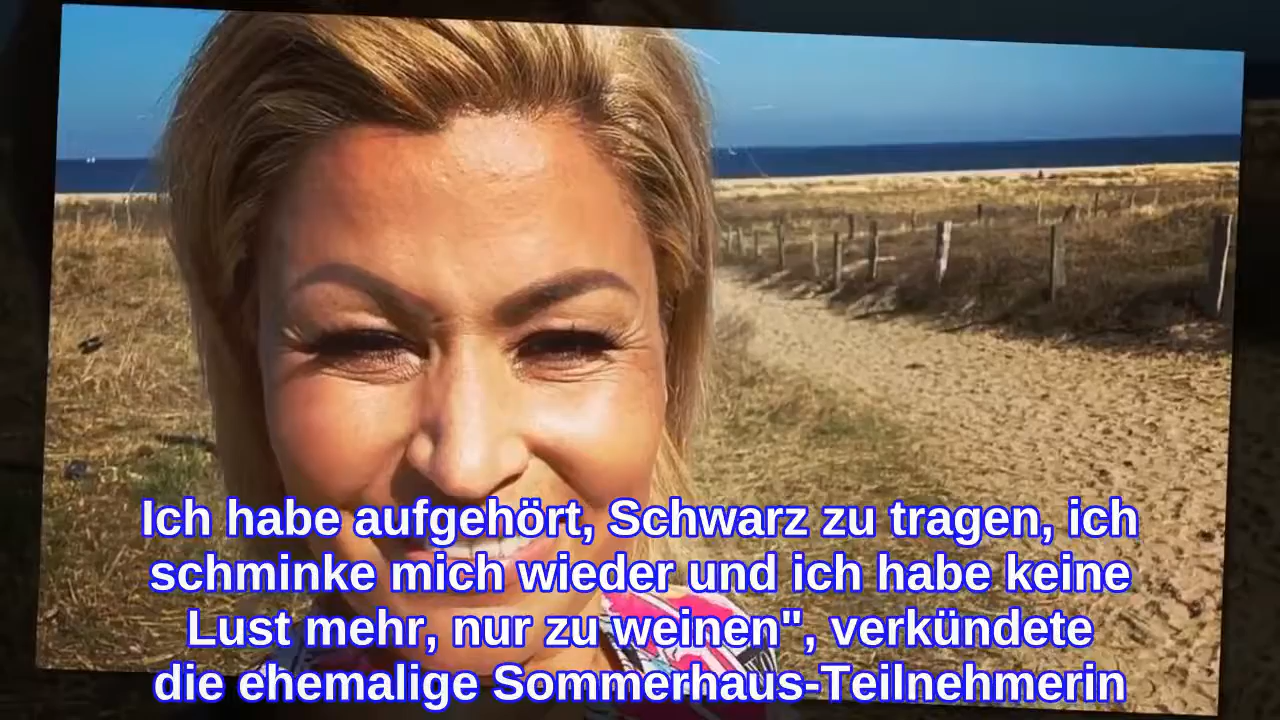 Ich habe aufgehört, Schwarz zu tragen, ich
schminke mich wieder und ich habe keine
Lust mehr, nur zu weinen", verkündete
die ehemalige Sommerhaus-Teilnehmerin